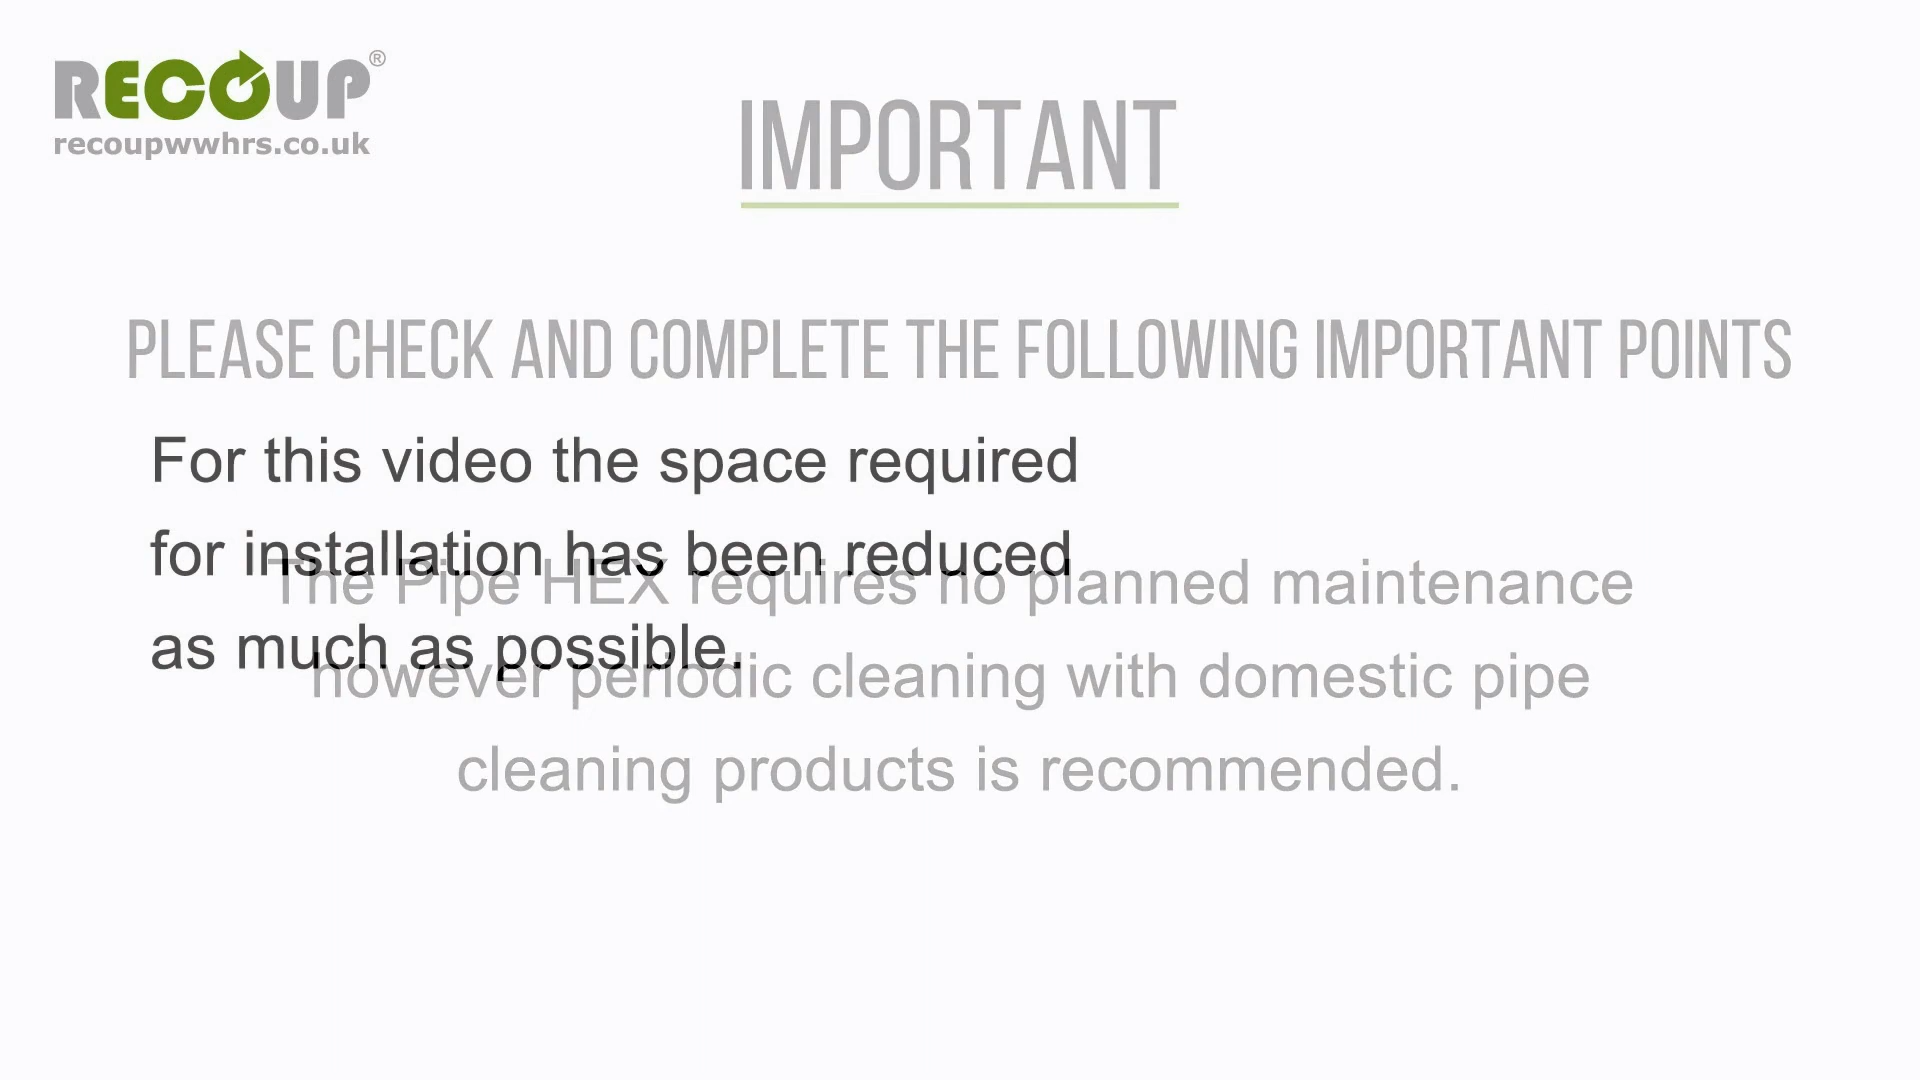 RECOUP®
recoupwwhrs.co.uk
IMPORTANT
PLEASE CHECK AND COMPLETE THE FOLLOWING IMPORTANT POINTS
For this video the space required
for installation has been reduced
as much as possible.
The Pipe HEX requires no planned maintenance
however periodic cleaning with domestic pipe
cleaning products is recommended.